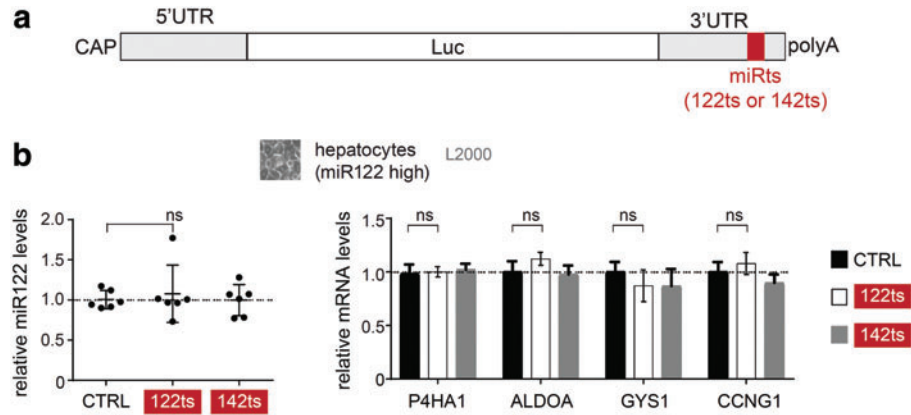 a
5'UTR
3'UTR
CAP
Luc
polyA
miRts
(122ts or 142ts)
b
hepatocytes
(miR122 high)
L2000
relative miR122 levels
2.0
1.5
1.0
0.5
0
ns
CTRL
122ts
142ts
relative mRNA levels
1.5
1.0
0.5
0
ns
ns
ns
ns
P4HA1
ALDOA
GYS1
CCNG1
CTRL
122ts
142ts